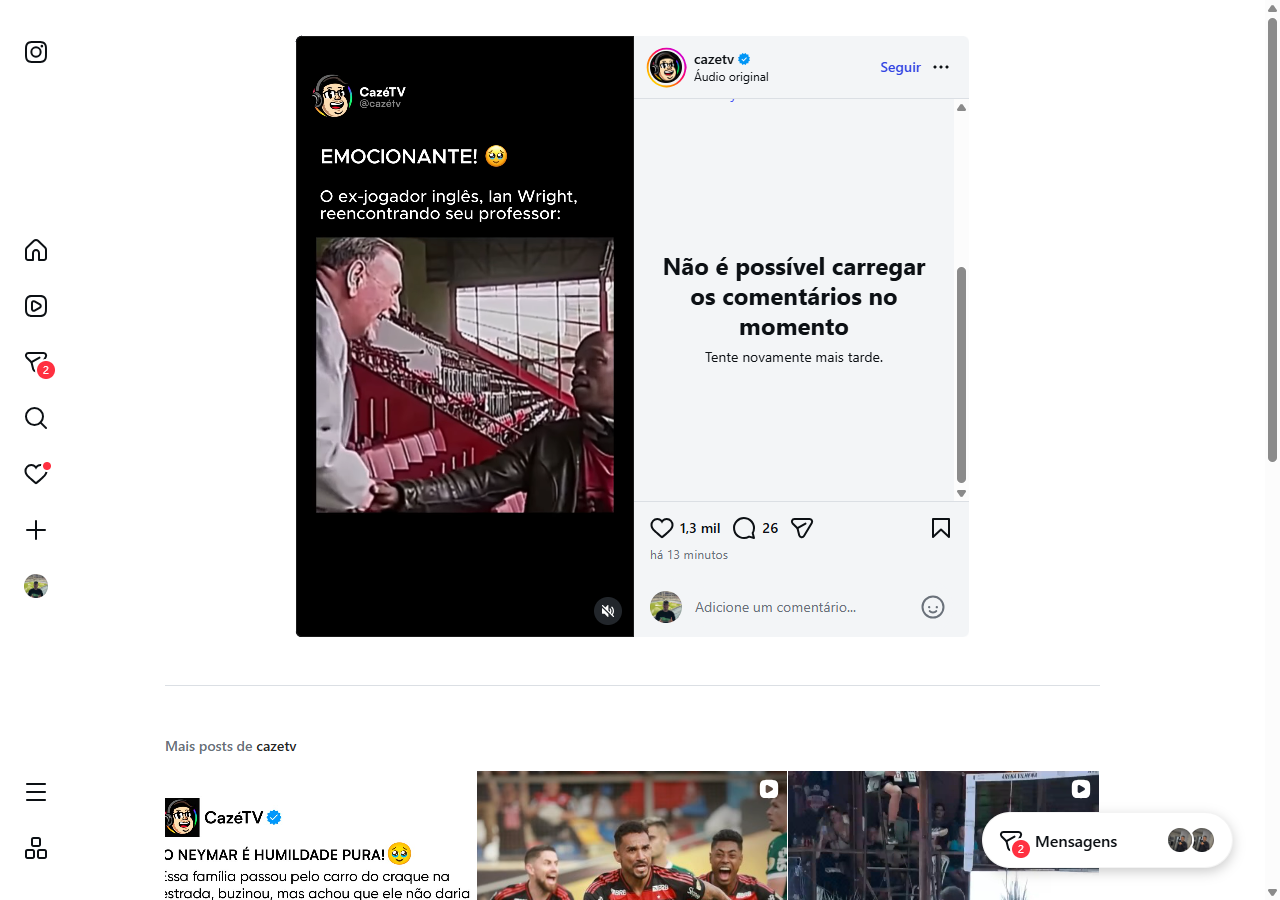 CazéTV
@cazétv
EMOCIONANTE! 🥹
O ex-jogador inglês, Ian Wright,
reencontrando seu professor:
cazetv
Áudio original
Seguir
Não é possível carregar
os comentários no
momento
Tente novamente mais tarde.
1,3 mil
26
há 13 minutos
Adicione um comentário...
2
Mais posts de cazetv
CazéTV
O NEYMAR É HUMILDADE PURA! 🥹
Essa família passou pelo carro do craque na
estrada, buzinou, mas achou que ele não daria
2
Mensagens